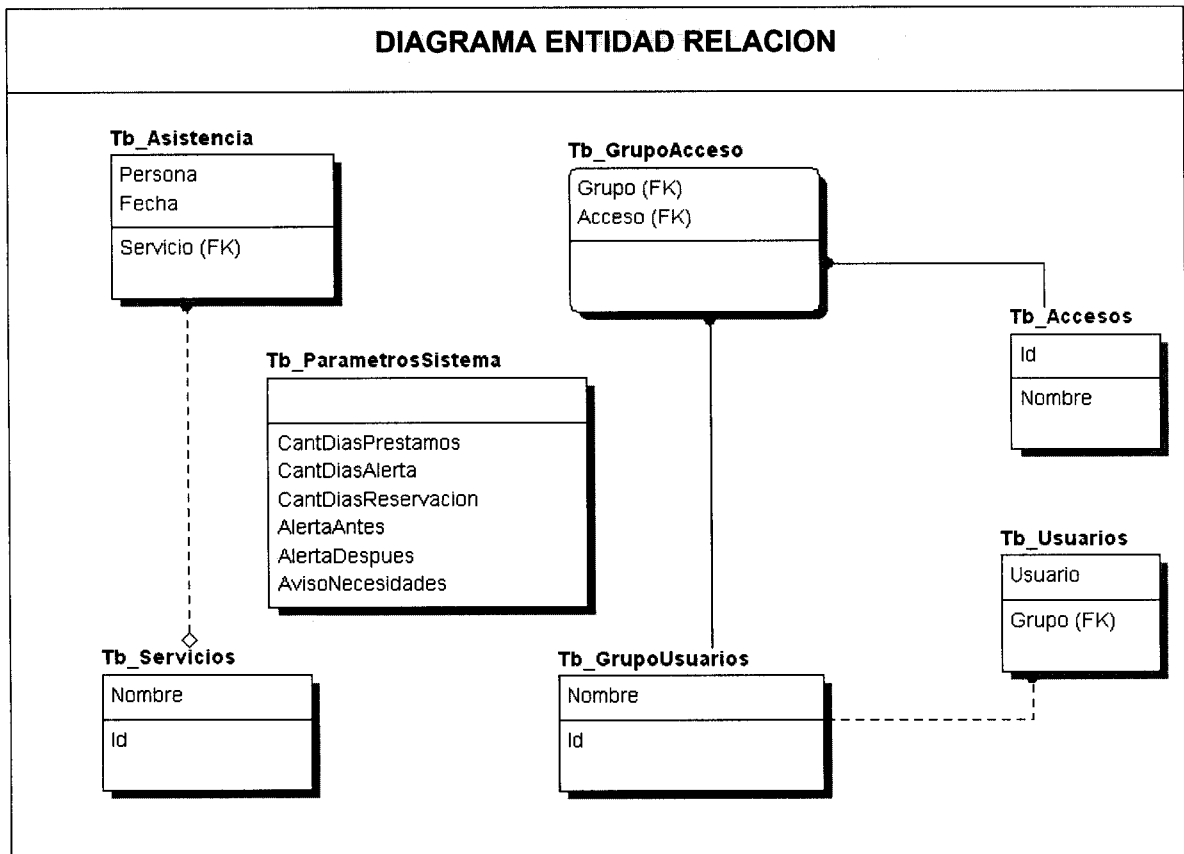 DIAGRAMA ENTIDAD RELACION
Tb_Asistencia
Persona
Fecha
Servicio (FK)
Tb_GrupoAcceso
Grupo (FK)
Acceso (FK)
Tb_Accesos
Id
Nombre
Tb_ParametrosSistema
CantDiasPrestamos
CantDiasAlerta
CantDiasReservacion
AlertaAntes
AlertaDespues
AvisoNecesidades
Tb_Usuarios
Usuario
Grupo (FK)
Tb_Servicios
Nombre
Id
Tb_GrupoUsuarios
Nombre
Id